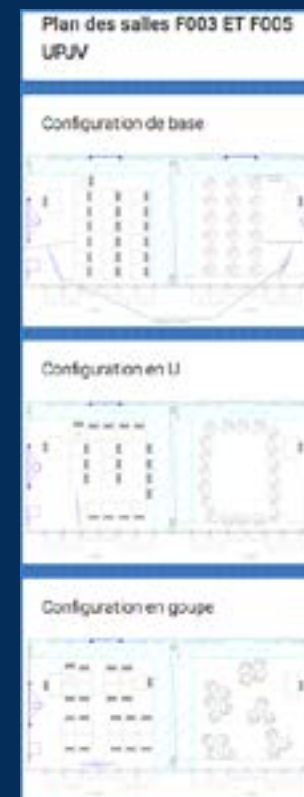 Plan des salles F003 ET F005
UPJV
Configuration de base
Configuration en U
Configuration en goupe